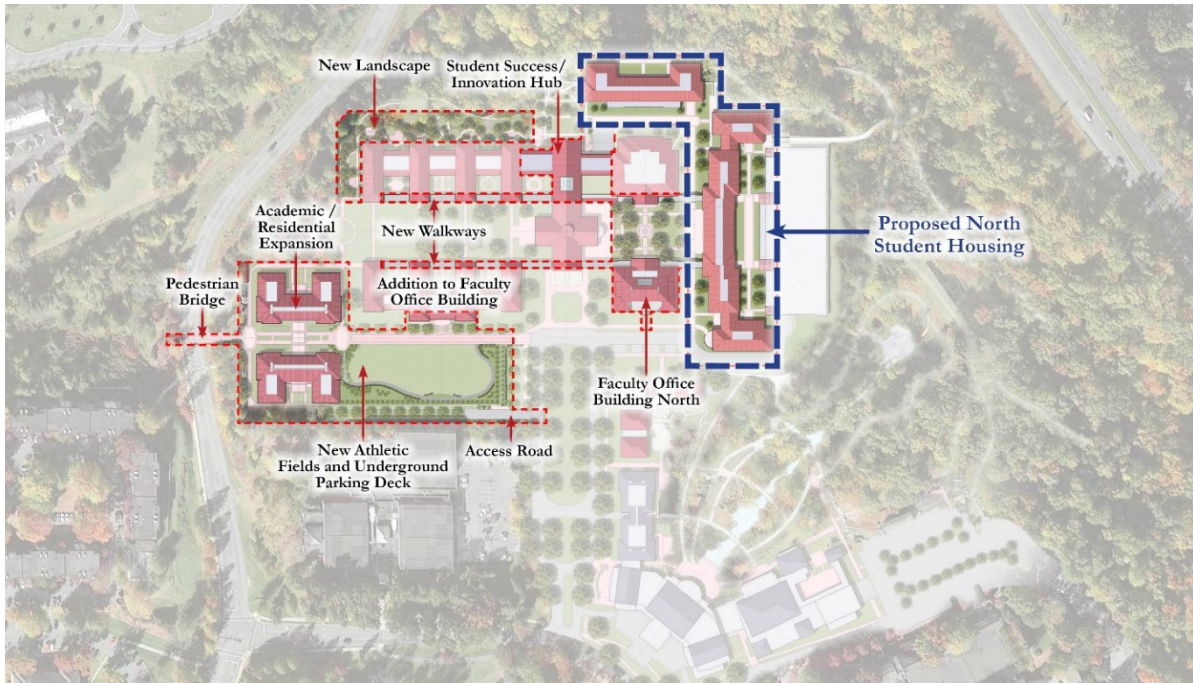 New Landscape
Student Success/
Innovation Hub
Academic /
Residential
Expansion
New Walkways
Proposed North
Student Housing
Pedestrian
Bridge
Addition to Faculty
Office Building
Faculty Office
Building North
New Athletic
Fields and Underground
Parking Deck
Access Road